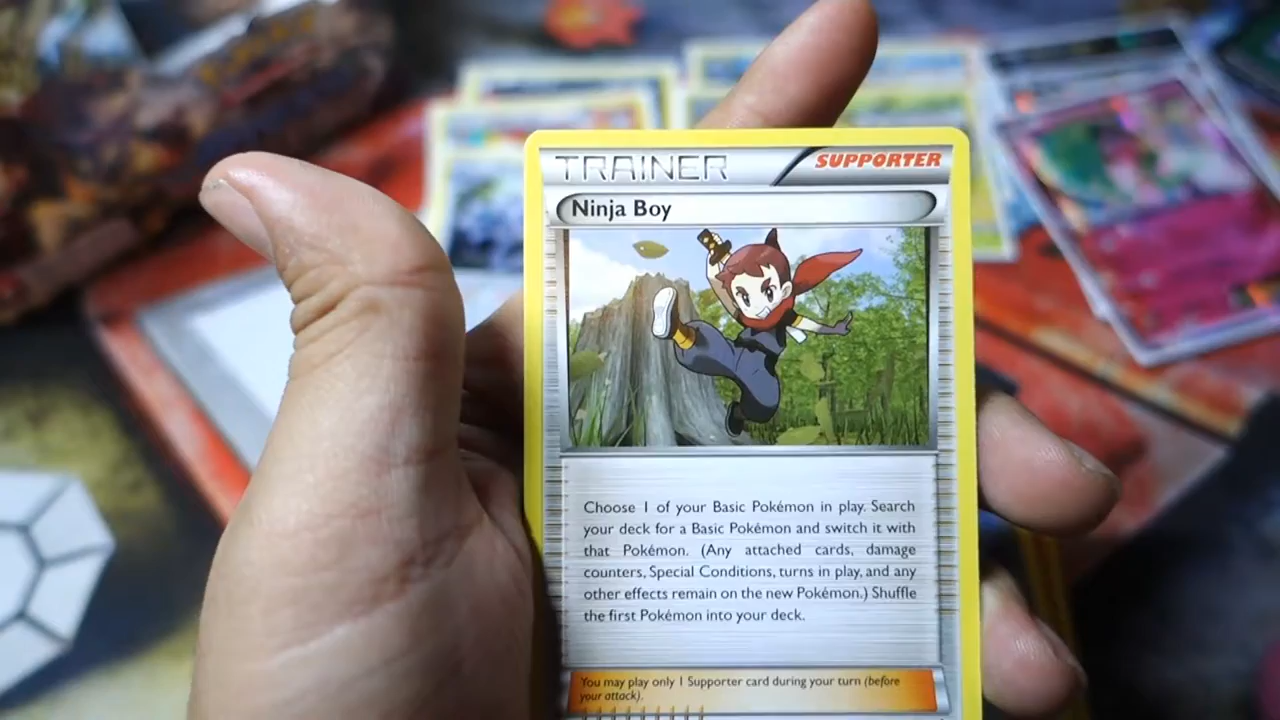 TRAINER
SUPPORTER
Ninja Boy
Choose 1 of your Basic Pokémon in play. Search
your deck for a Basic Pokémon and switch it with
that Pokémon. (Any attached cards, damage
counters, Special Conditions, turns in play, and any
other effects remain on the new Pokémon.) Shuffle
the first Pokémon into your deck.
You may play only 1 Supporter card during your turn (before
your attack).